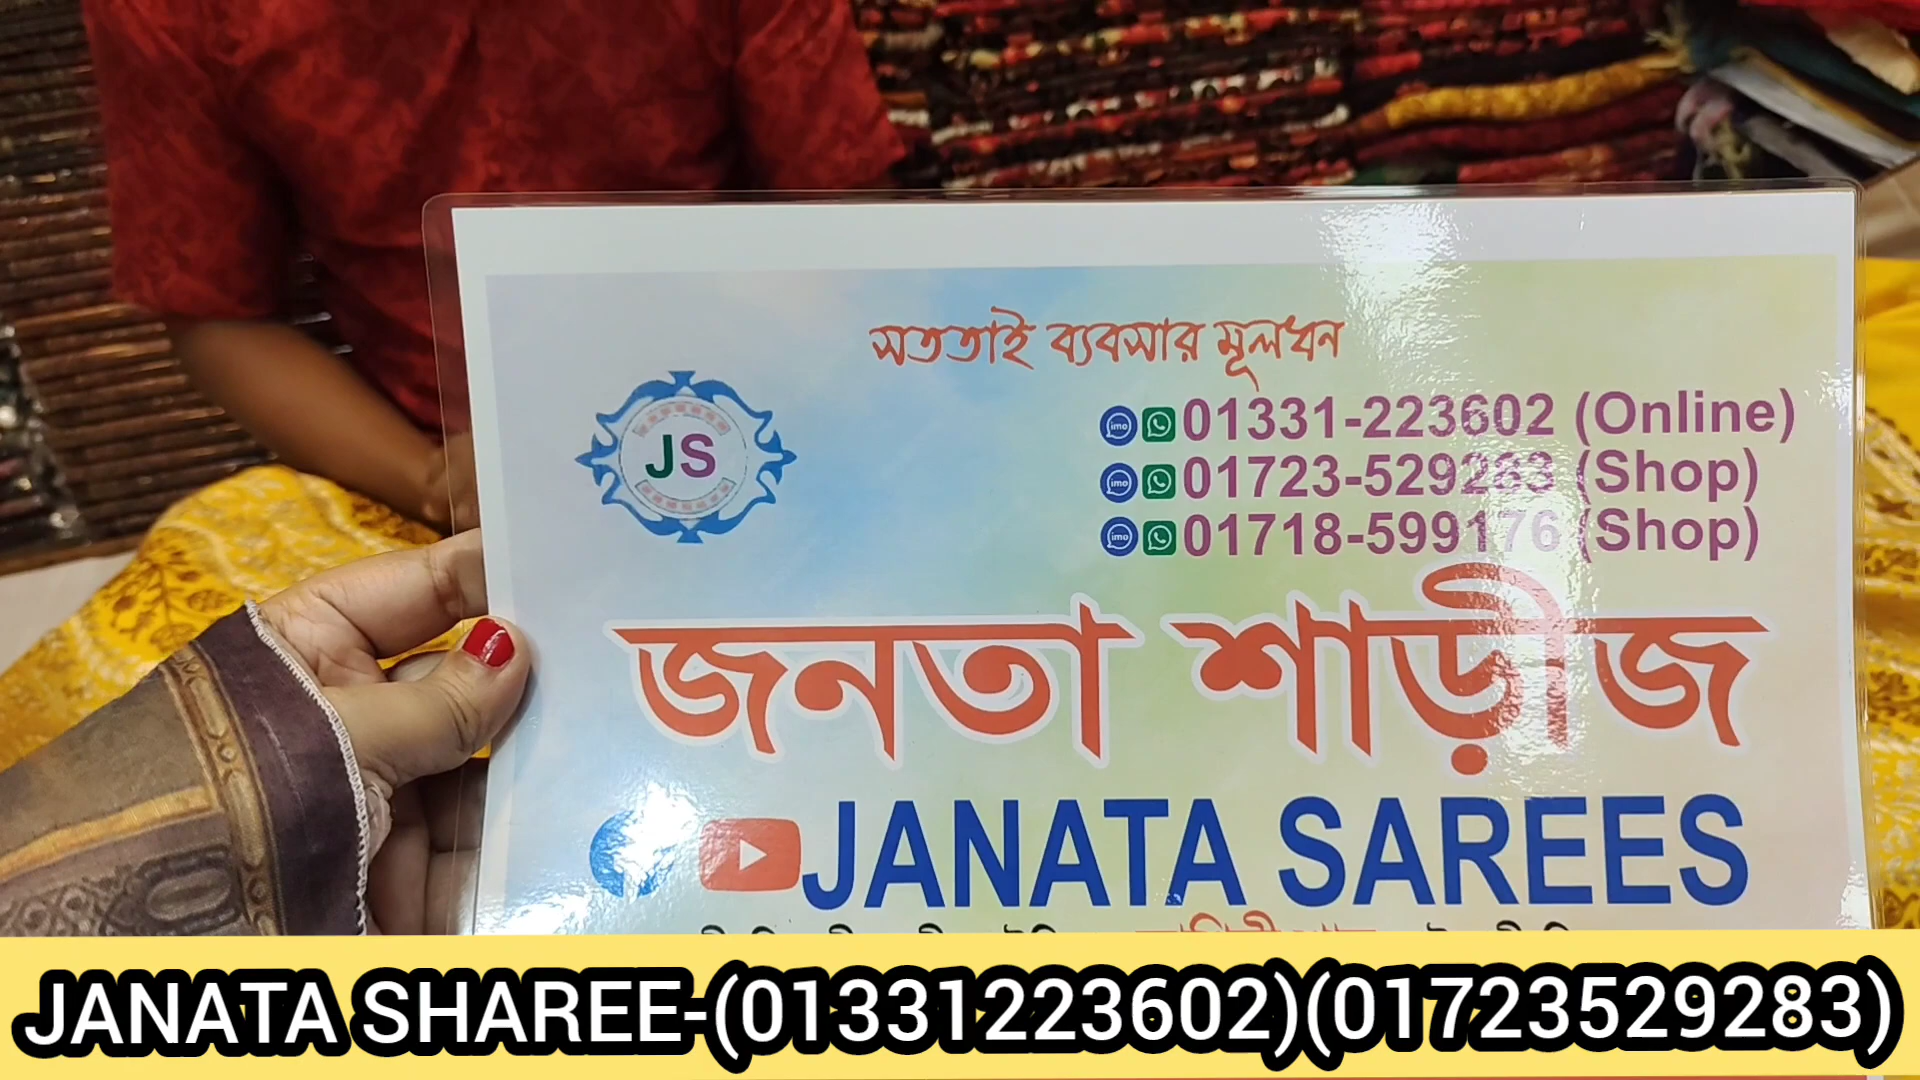 সততাই ব্যবসার মূলধন
JS
01331-223602 (Online)
01723-529283 (Shop)
01718-599176 (Shop)
জনতা শাড়ীজ
JANATA SAREES
JANATA SHAREE-(01331223602)(01723529283)